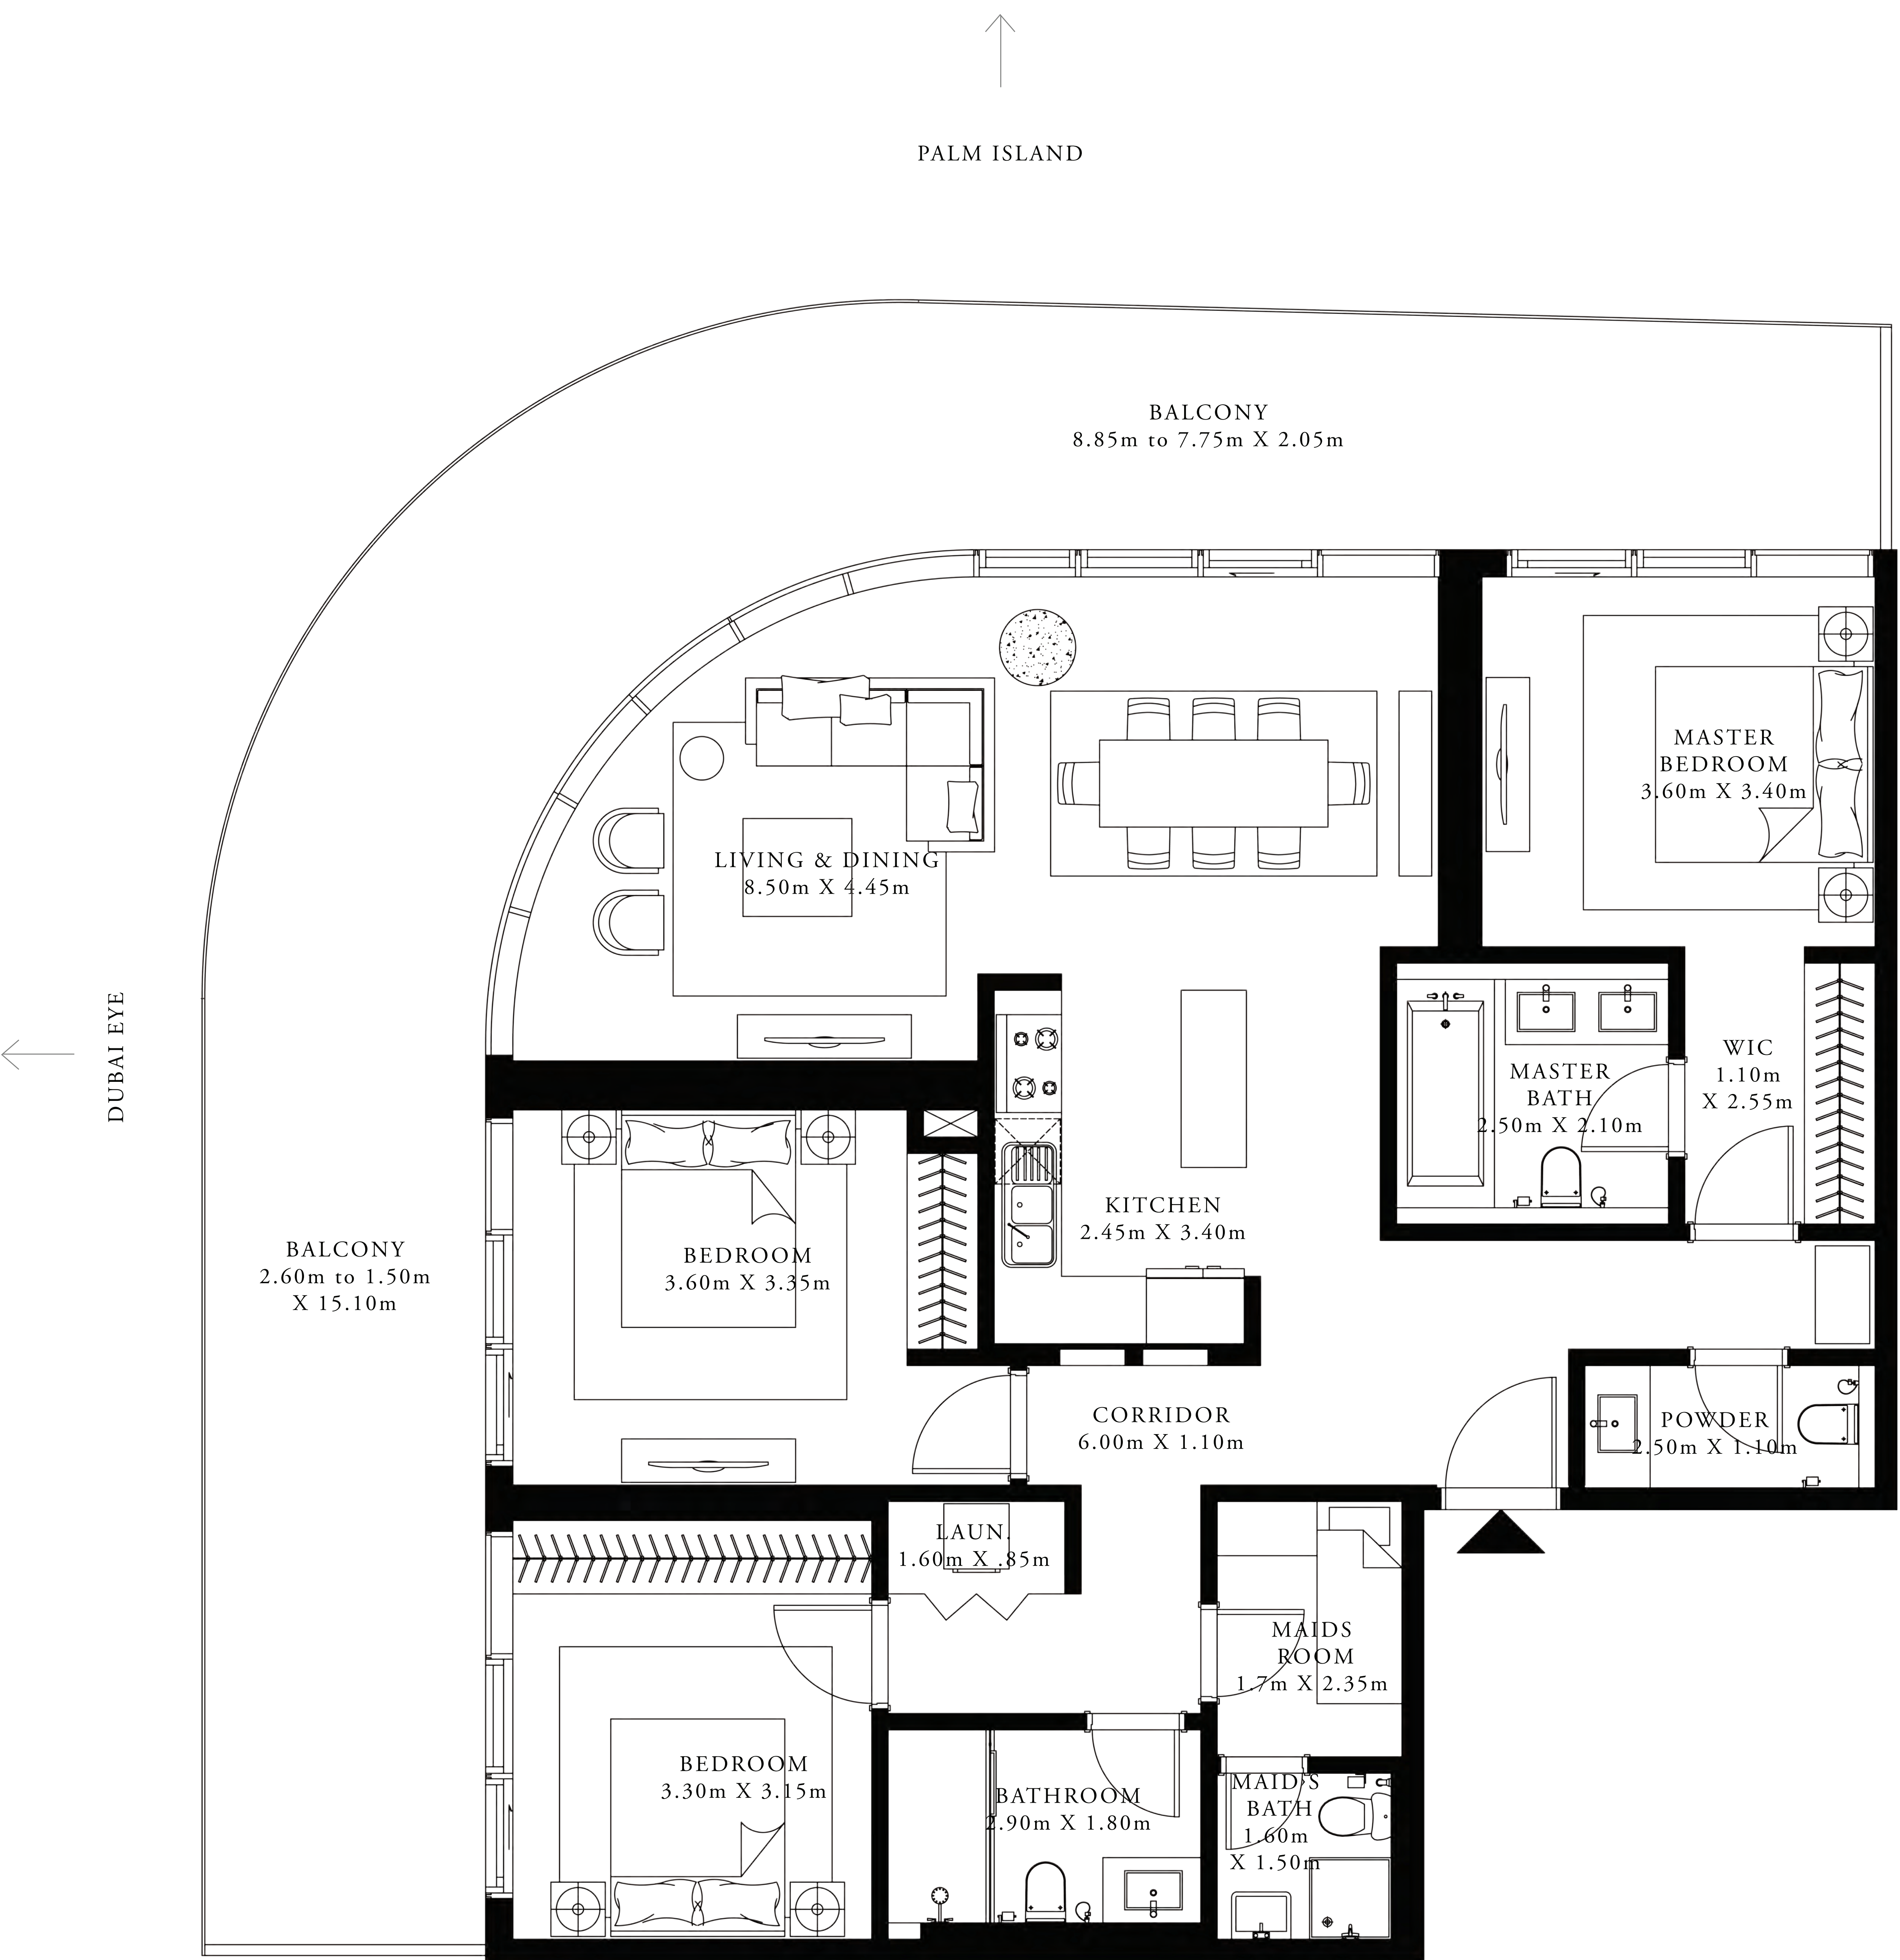 PALM ISLAND
BALCONY
8.85m to 7.75m X 2.05m
MASTER
BEDROOM
3.60m X 3.40m
LIVING & DINING
8.50m X 4.45m
DUBAI EYE
WIC
1.10m
X 2.55m
MASTER
BATH
2.50m X 2.10m
KITCHEN
2.45m X 3.40m
BALCONY
2.60m to 1.50m
X 15.10m
BEDROOM
3.60m X 3.35m
CORRIDOR
6.00m X 1.10m
POWDER
2.50m X 1.10m
LAUN.
1.60m X .85m
MAIDS
ROOM
1.7m X 2.35m
BEDROOM
3.30m X 3.15m
BATHROOM
2.90m X 1.80m
MAID'S
BATH
1.60m
X 1.50m